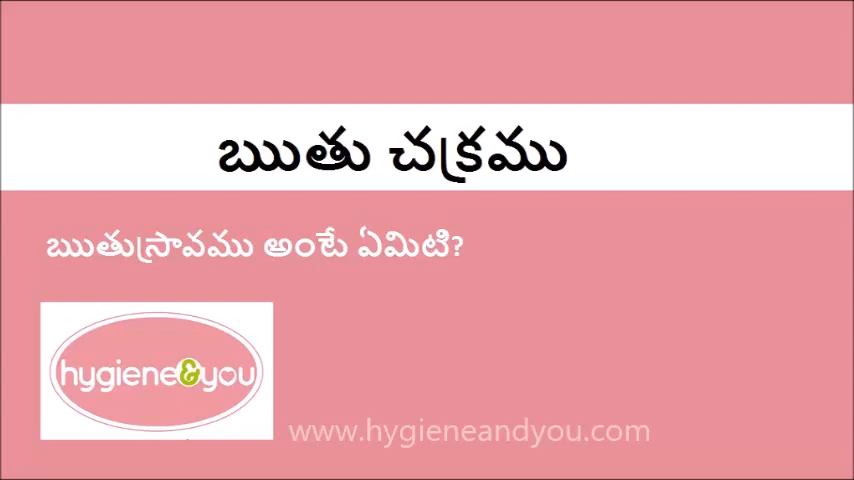 ఋతు చక్రము
ఋతుస్రావము అంటే ఏమిటి?
hygiene&you
www.hygieneandyou.com